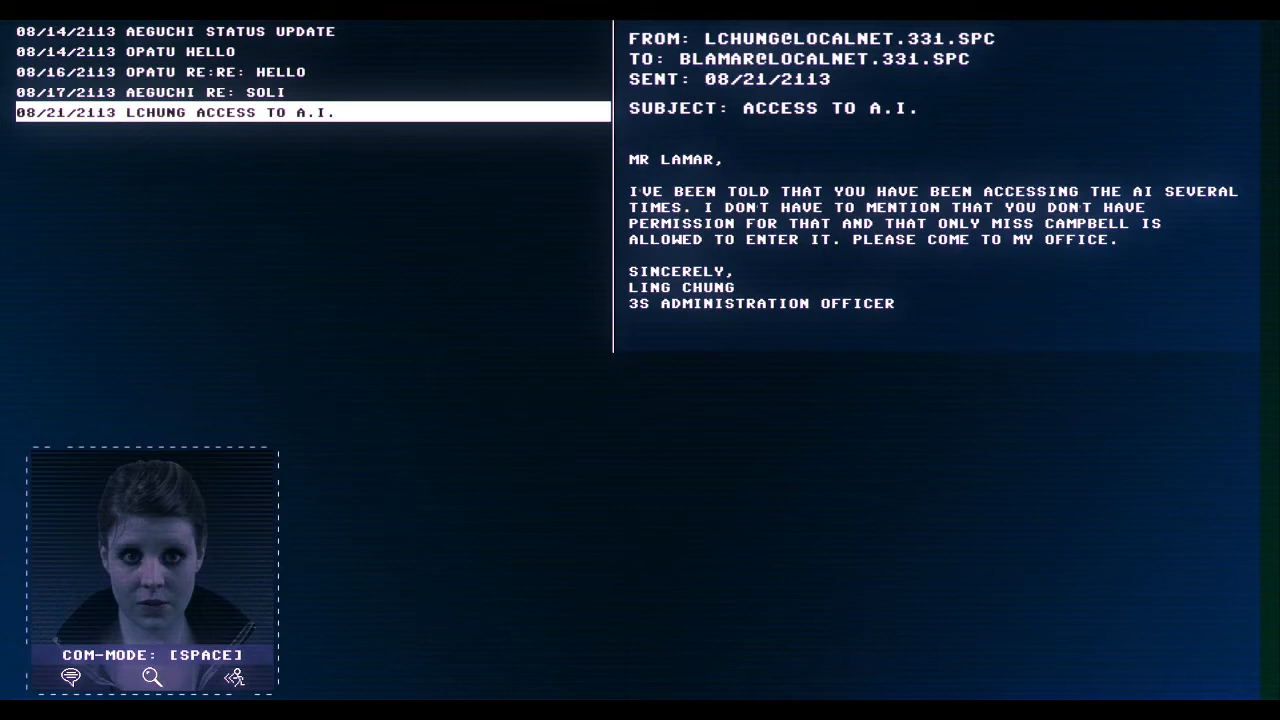 08/14/2113 AEGUCHI STATUS UPDATE
08/14/2113 OPATU HELLO
08/16/2113 OPATU RE:RE: HELLO
08/17/2113 AEGUCHI RE: SOLI
08/21/2113 LCHUNG ACCESS TO A.I.
FROM: LCHUNG@LOCALNET.331.SPC
TO: BLAMAR@LOCALNET.331.SPC
SENT: 08/21/2113
SUBJECT: ACCESS TO A.I.
MR LAMAR,
I'VE BEEN TOLD THAT YOU HAVE BEEN ACCESSING THE AI SEVERAL
TIMES. I DON'T HAVE TO MENTION THAT YOU DON'T HAVE
PERMISSION FOR THAT AND THAT ONLY MISS CAMPBELL IS
ALLOWED TO ENTER IT. PLEASE COME TO MY OFFICE.
SINCERELY,
LING CHUNG
3S ADMINISTRATION OFFICER
COM-MODE: [SPACE]